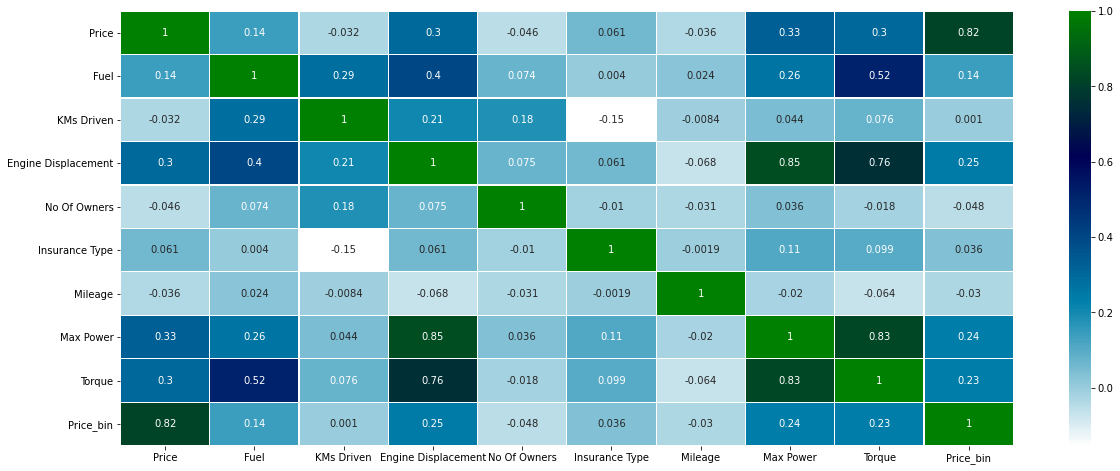 Price 1 0.14 -0.032 0.3 -0.046 0.061 -0.036 0.33 0.3 0.82
Fuel 0.14 1 0.29 0.4 0.074 0.004 0.024 0.26 0.52 0.14
KMs Driven -0.032 0.29 1 0.21 0.18 -0.15 -0.0084 0.044 0.076 0.001
Engine Displacement 0.3 0.4 0.21 1 0.075 0.061 -0.068 0.85 0.76 0.25
No Of Owners -0.046 0.074 0.18 0.075 1 -0.01 -0.031 0.036 -0.018 -0.048
Insurance Type 0.061 0.004 -0.15 0.061 -0.01 1 -0.0019 0.11 0.099 0.036
Mileage -0.036 0.024 -0.0084 -0.068 -0.031 -0.0019 1 -0.02 -0.064 -0.03
Max Power 0.33 0.26 0.044 0.85 0.036 0.11 -0.02 1 0.83 0.24
Torque 0.3 0.52 0.076 0.76 -0.018 0.099 -0.064 0.83 1 0.23
Price_bin 0.82 0.14 0.001 0.25 -0.048 0.036 -0.03 0.24 0.23 1
Price Fuel KMs Driven Engine Displacement No Of Owners Insurance Type Mileage Max Power Torque Price_bin
1.0
0.8
0.6
0.4
0.2
0.0